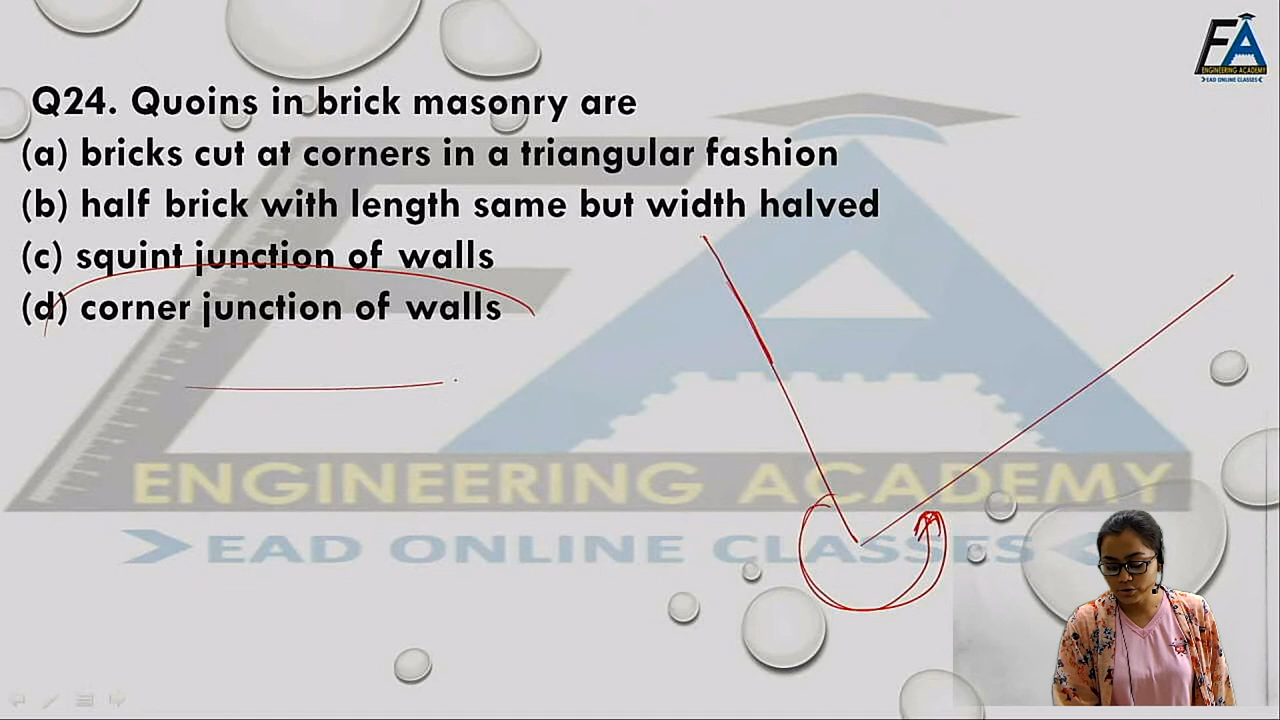 FA
ENGINEERING ACADEMY
EAD ONLINE CLASSES
Q24. Quoins in brick masonry are
(a) bricks cut at corners in a triangular fashion
(b) half brick with length same but width halved
(c) squint junction of walls
(d) corner junction of walls
ENGINEERING ACADEMY
EAD ONLINE CLASSES